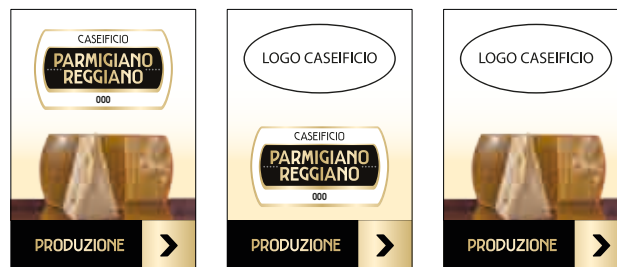 CASEIFICIO
PARMIGIANO
REGGIANO
000
PRODUZIONE
LOGO CASEIFICIO
CASEIFICIO
PARMIGIANO
REGGIANO
000
PRODUZIONE
LOGO CASEIFICIO
PRODUZIONE